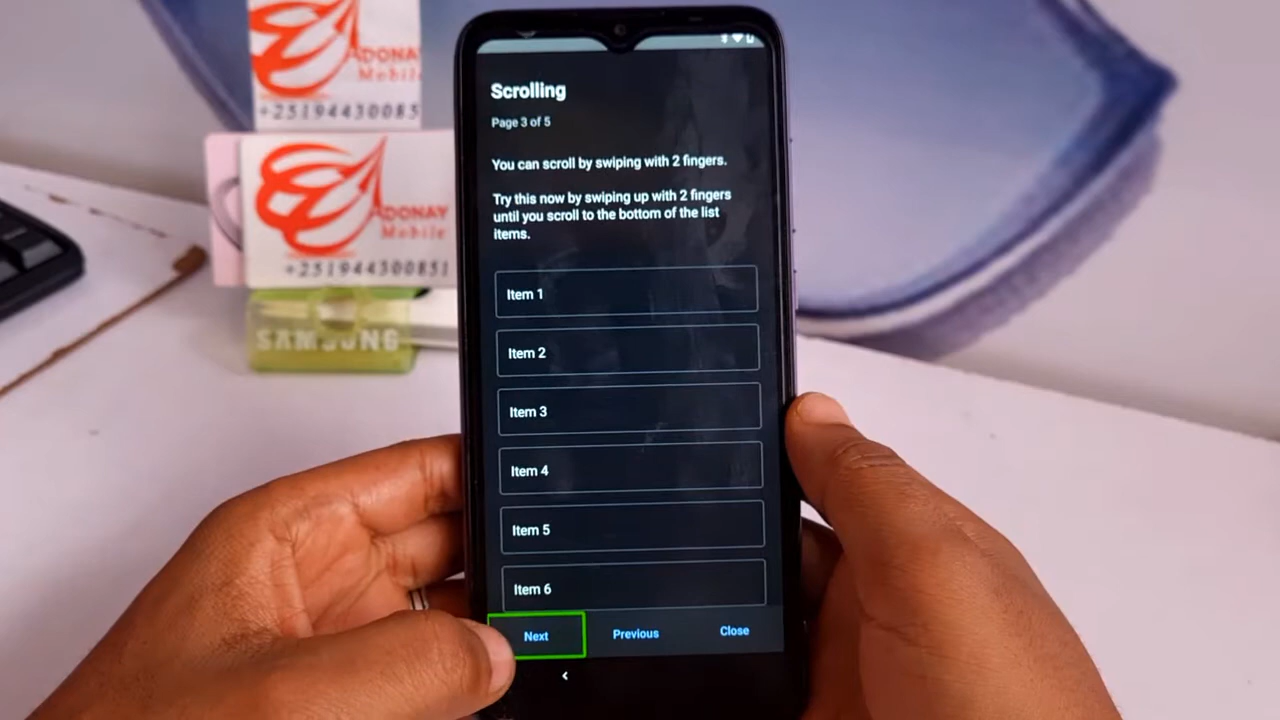 ADONAY
Mobile
+25194430085
ADONAY
Mobile
+251944300851
SAMSUNG
Scrolling
Page 3 of 5
You can scroll by swiping with 2 fingers.
Try this now by swiping up with 2 fingers
until you scroll to the bottom of the list
items.
Item 1
Item 2
Item 3
Item 4
Item 5
Item 6
Next
Previous
Close